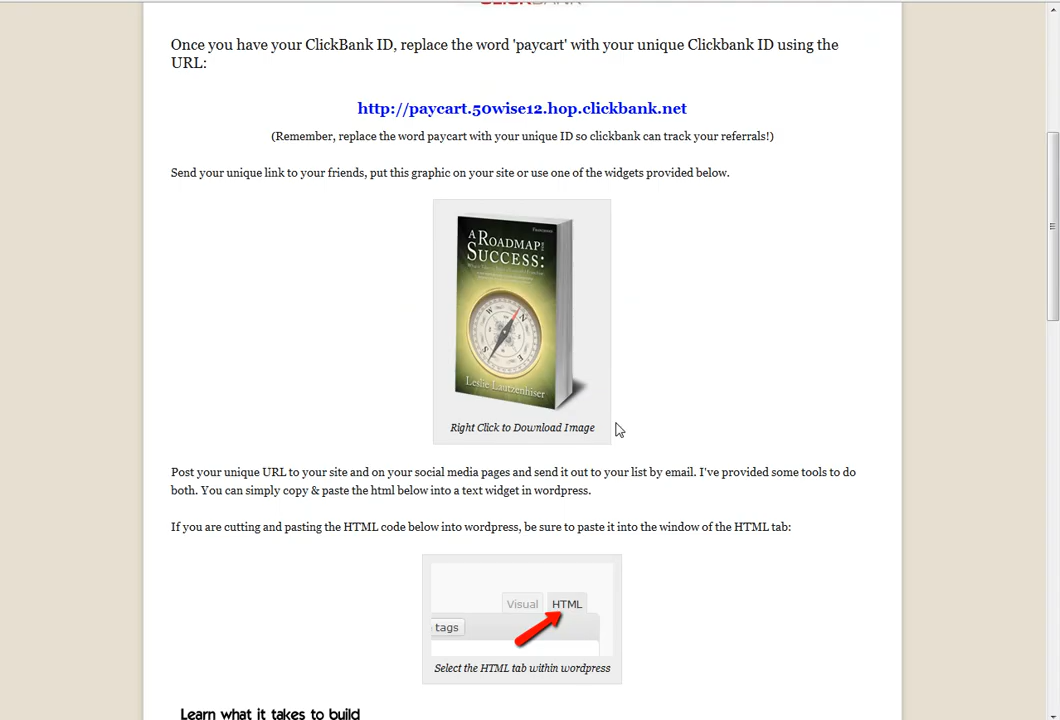 CLICKBANK
Once you have your ClickBank ID, replace the word 'paycart' with your unique Clickbank ID using the
URL:
http://paycart.50wise12.hop.clickbank.net
(Remember, replace the word paycart with your unique ID so clickbank can track your referrals!)
Send your unique link to your friends, put this graphic on your site or use one of the widgets provided below.
A ROADMAP
SUCCESS:
N
W
E
S
Leslie Lautzenhiser
Right Click to Download Image
Post your unique URL to your site and on your social media pages and send it out to your list by email. I've provided some tools to do
both. You can simply copy & paste the html below into a text widget in wordpress.
If you are cutting and pasting the HTML code below into wordpress, be sure to paste it into the window of the HTML tab:
Visual HTML
tags
Select the HTML tab within wordpress
Learn what it takes to build